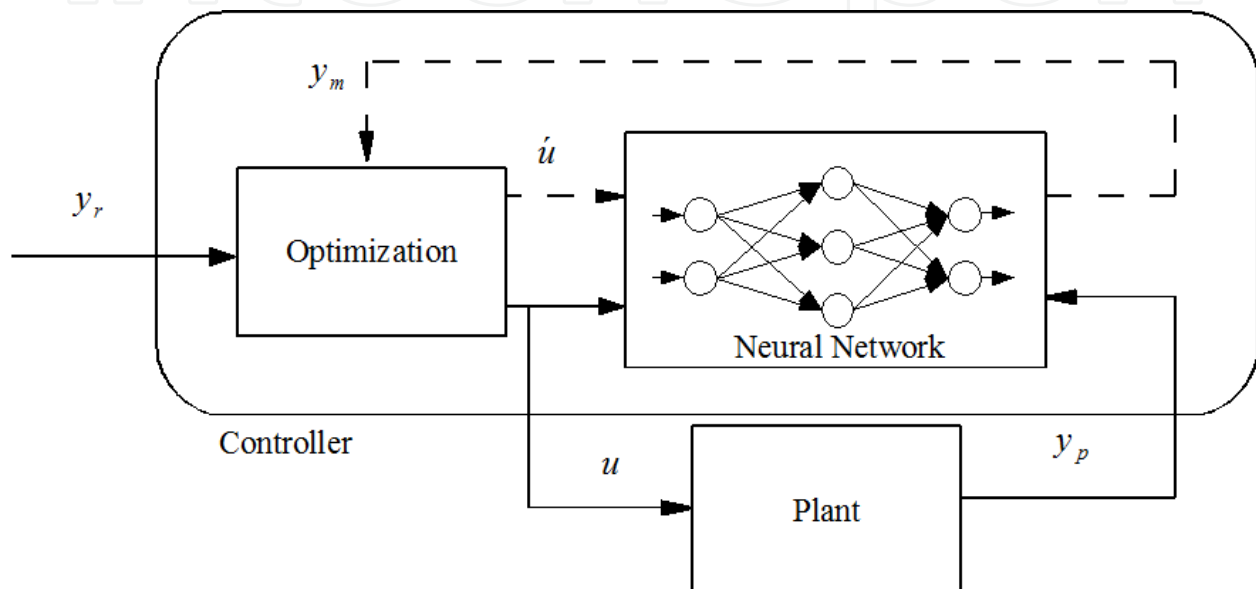 y_m
ú
y_r
Optimization
Neural Network
Controller
y_p
u
Plant